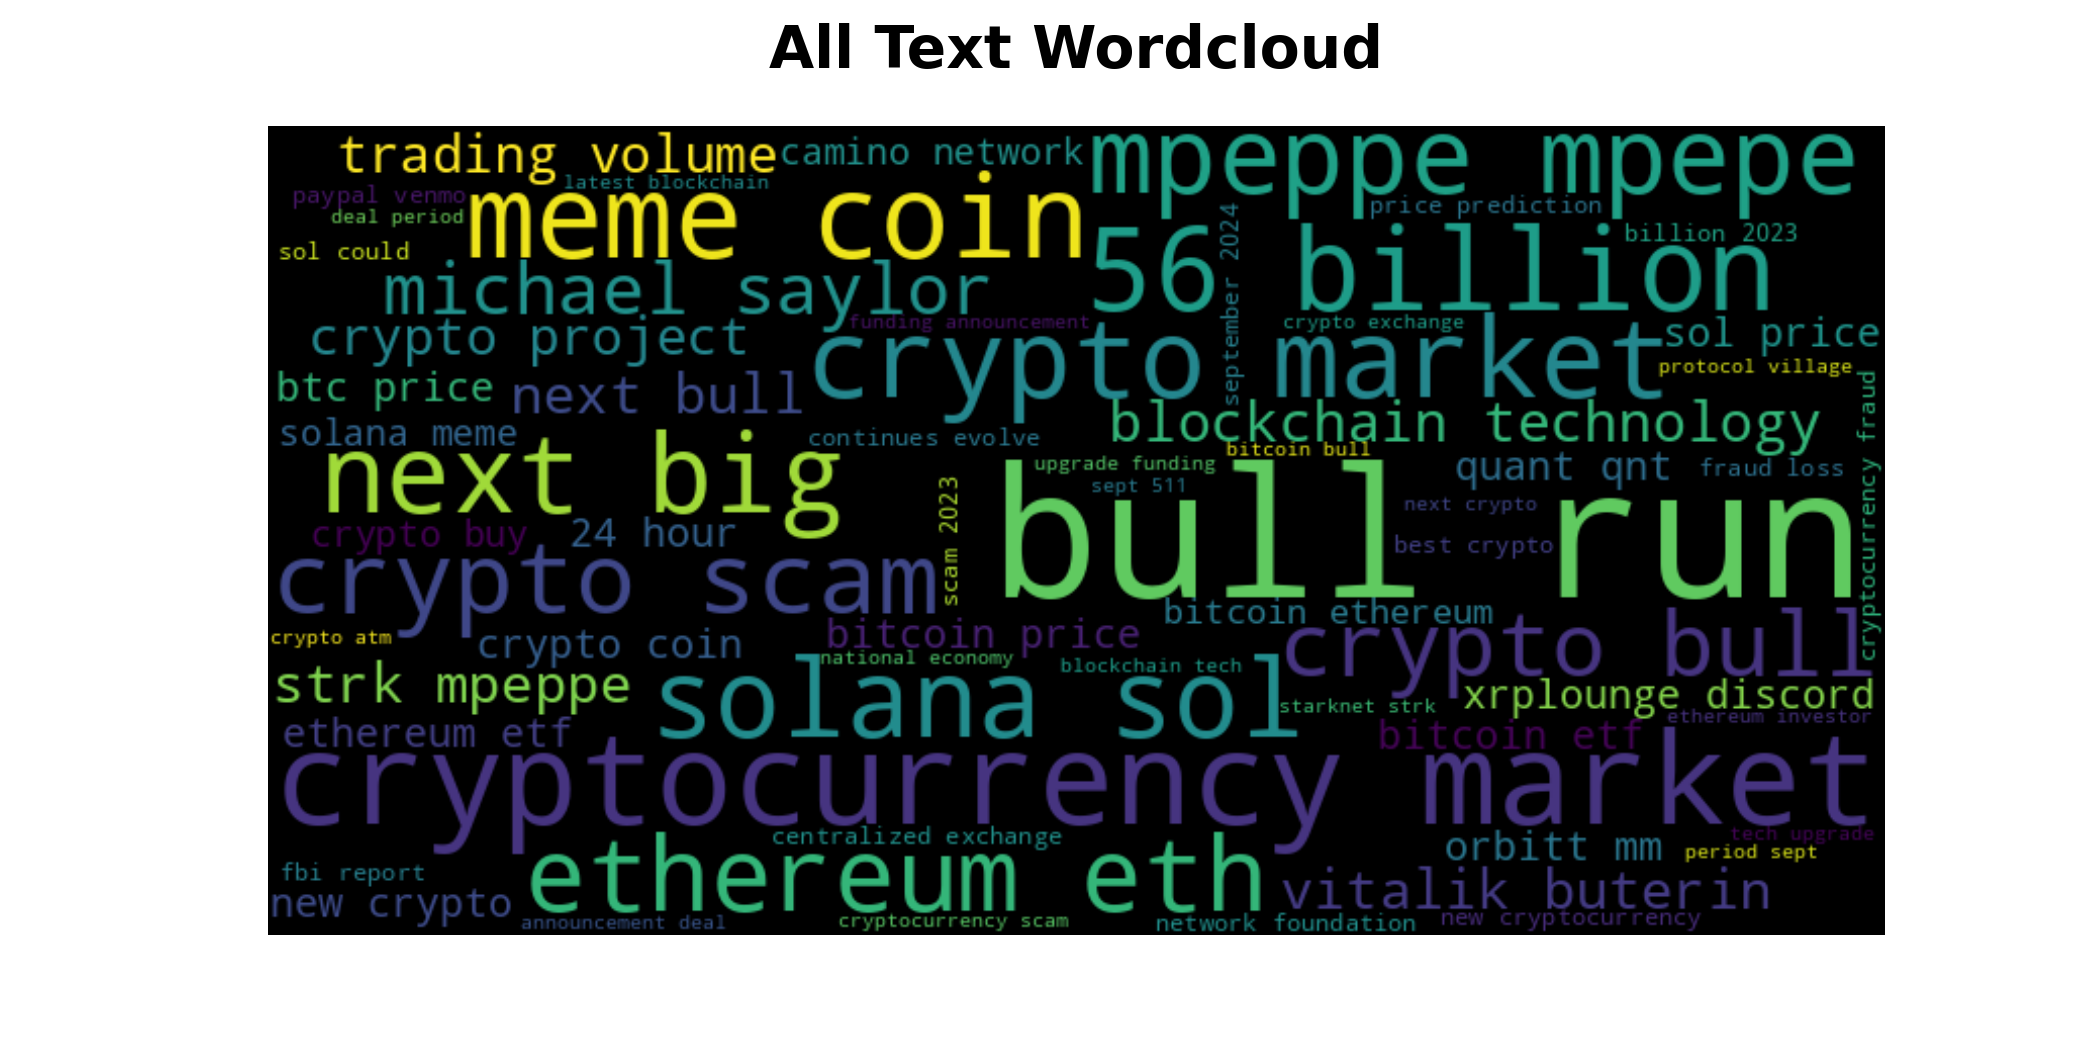 All Text Wordcloud
trading volume
camino network
mpeppe mpepe
latest blockchain
paypal venmo
deal period
meme coin
price prediction
sol could
56 billion
september 2024
billion 2023
michael saylor
funding announcement
crypto exchange
crypto project
crypto market
sol price
protocol village
btc price
next bull
blockchain technology
cryptocurrency fraud
solana meme
continues evolve
bitcoin bull
next big
upgrade funding
quant qnt
fraud loss
sept 511
bull run
next crypto
crypto buy
24 hour
scam 2023
best crypto
crypto scam
bitcoin ethereum
crypto atm
crypto coin
bitcoin price
crypto bull
national economy
blockchain tech
strk mpeppe
solana sol
starknet strk
xrplounge discord
ethereum investor
ethereum etf
bitcoin etf
cryptocurrency market
centralized exchange
tech upgrade
orbitt mm
period sept
fbi report
ethereum eth
new crypto
vitalik buterin
announcement deal
cryptocurrency scam
network foundation
new cryptocurrency